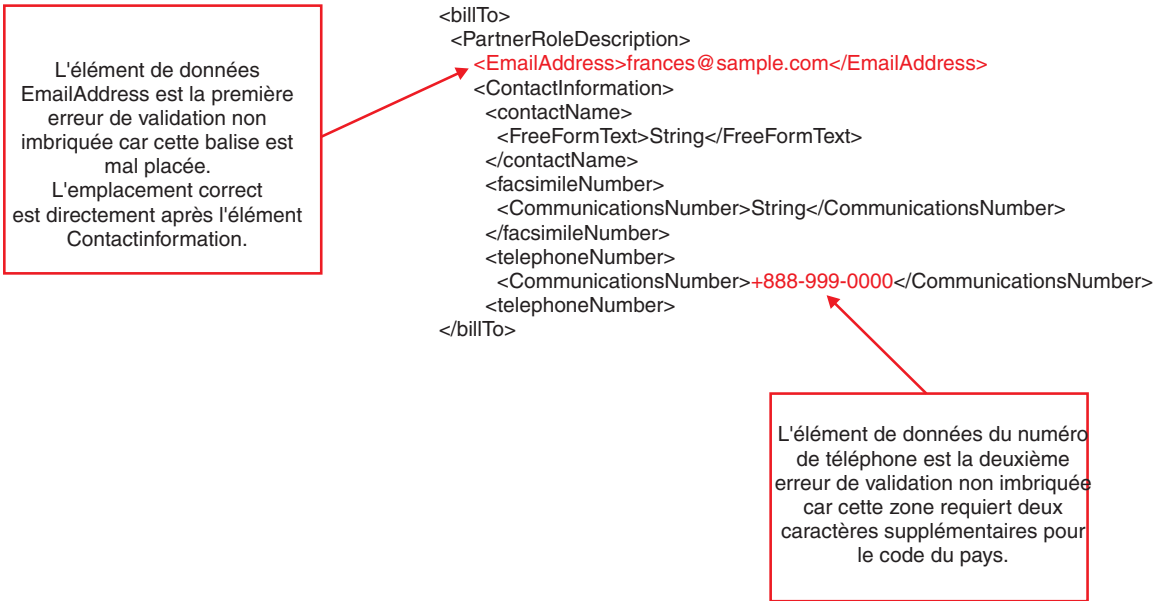 <billTo>
<PartnerRoleDescription>
<EmailAddress>frances@sample.com</EmailAddress>
<ContactInformation>
<contactName>
<FreeFormText>String</FreeFormText>
</contactName>
<facsimileNumber>
<CommunicationsNumber>String</CommunicationsNumber>
</facsimileNumber>
<telephoneNumber>
<CommunicationsNumber>+888-999-0000</CommunicationsNumber>
<telephoneNumber>
</billTo>
L'élément de données
EmailAddress est la première
erreur de validation non
imbriquée car cette balise est
mal placée.
L'emplacement correct
est directement après l'élément
Contactinformation.
L'élément de données du numéro
de téléphone est la deuxième
erreur de validation non imbriquée
car cette zone requiert deux
caractères supplémentaires pour
le code du pays.